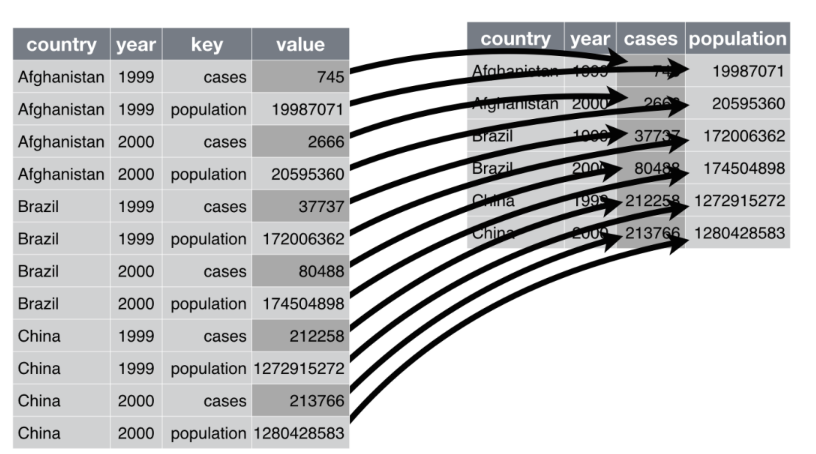 country year key value
Afghanistan 1999 cases 745
Afghanistan 1999 population 19987071
Afghanistan 2000 cases 2666
Afghanistan 2000 population 20595360
Brazil 1999 cases 37737
Brazil 1999 population 172006362
Brazil 2000 cases 80488
Brazil 2000 population 174504898
China 1999 cases 212258
China 1999 population 1272915272
China 2000 cases 213766
China 2000 population 1280428583
country year cases population
Afghanistan 1999 745 19987071
Afghanistan 2000 2666 20595360
Brazil 1999 37737 172006362
Brazil 2000 80488 174504898
China 1999 212258 1272915272
China 2000 213766 1280428583